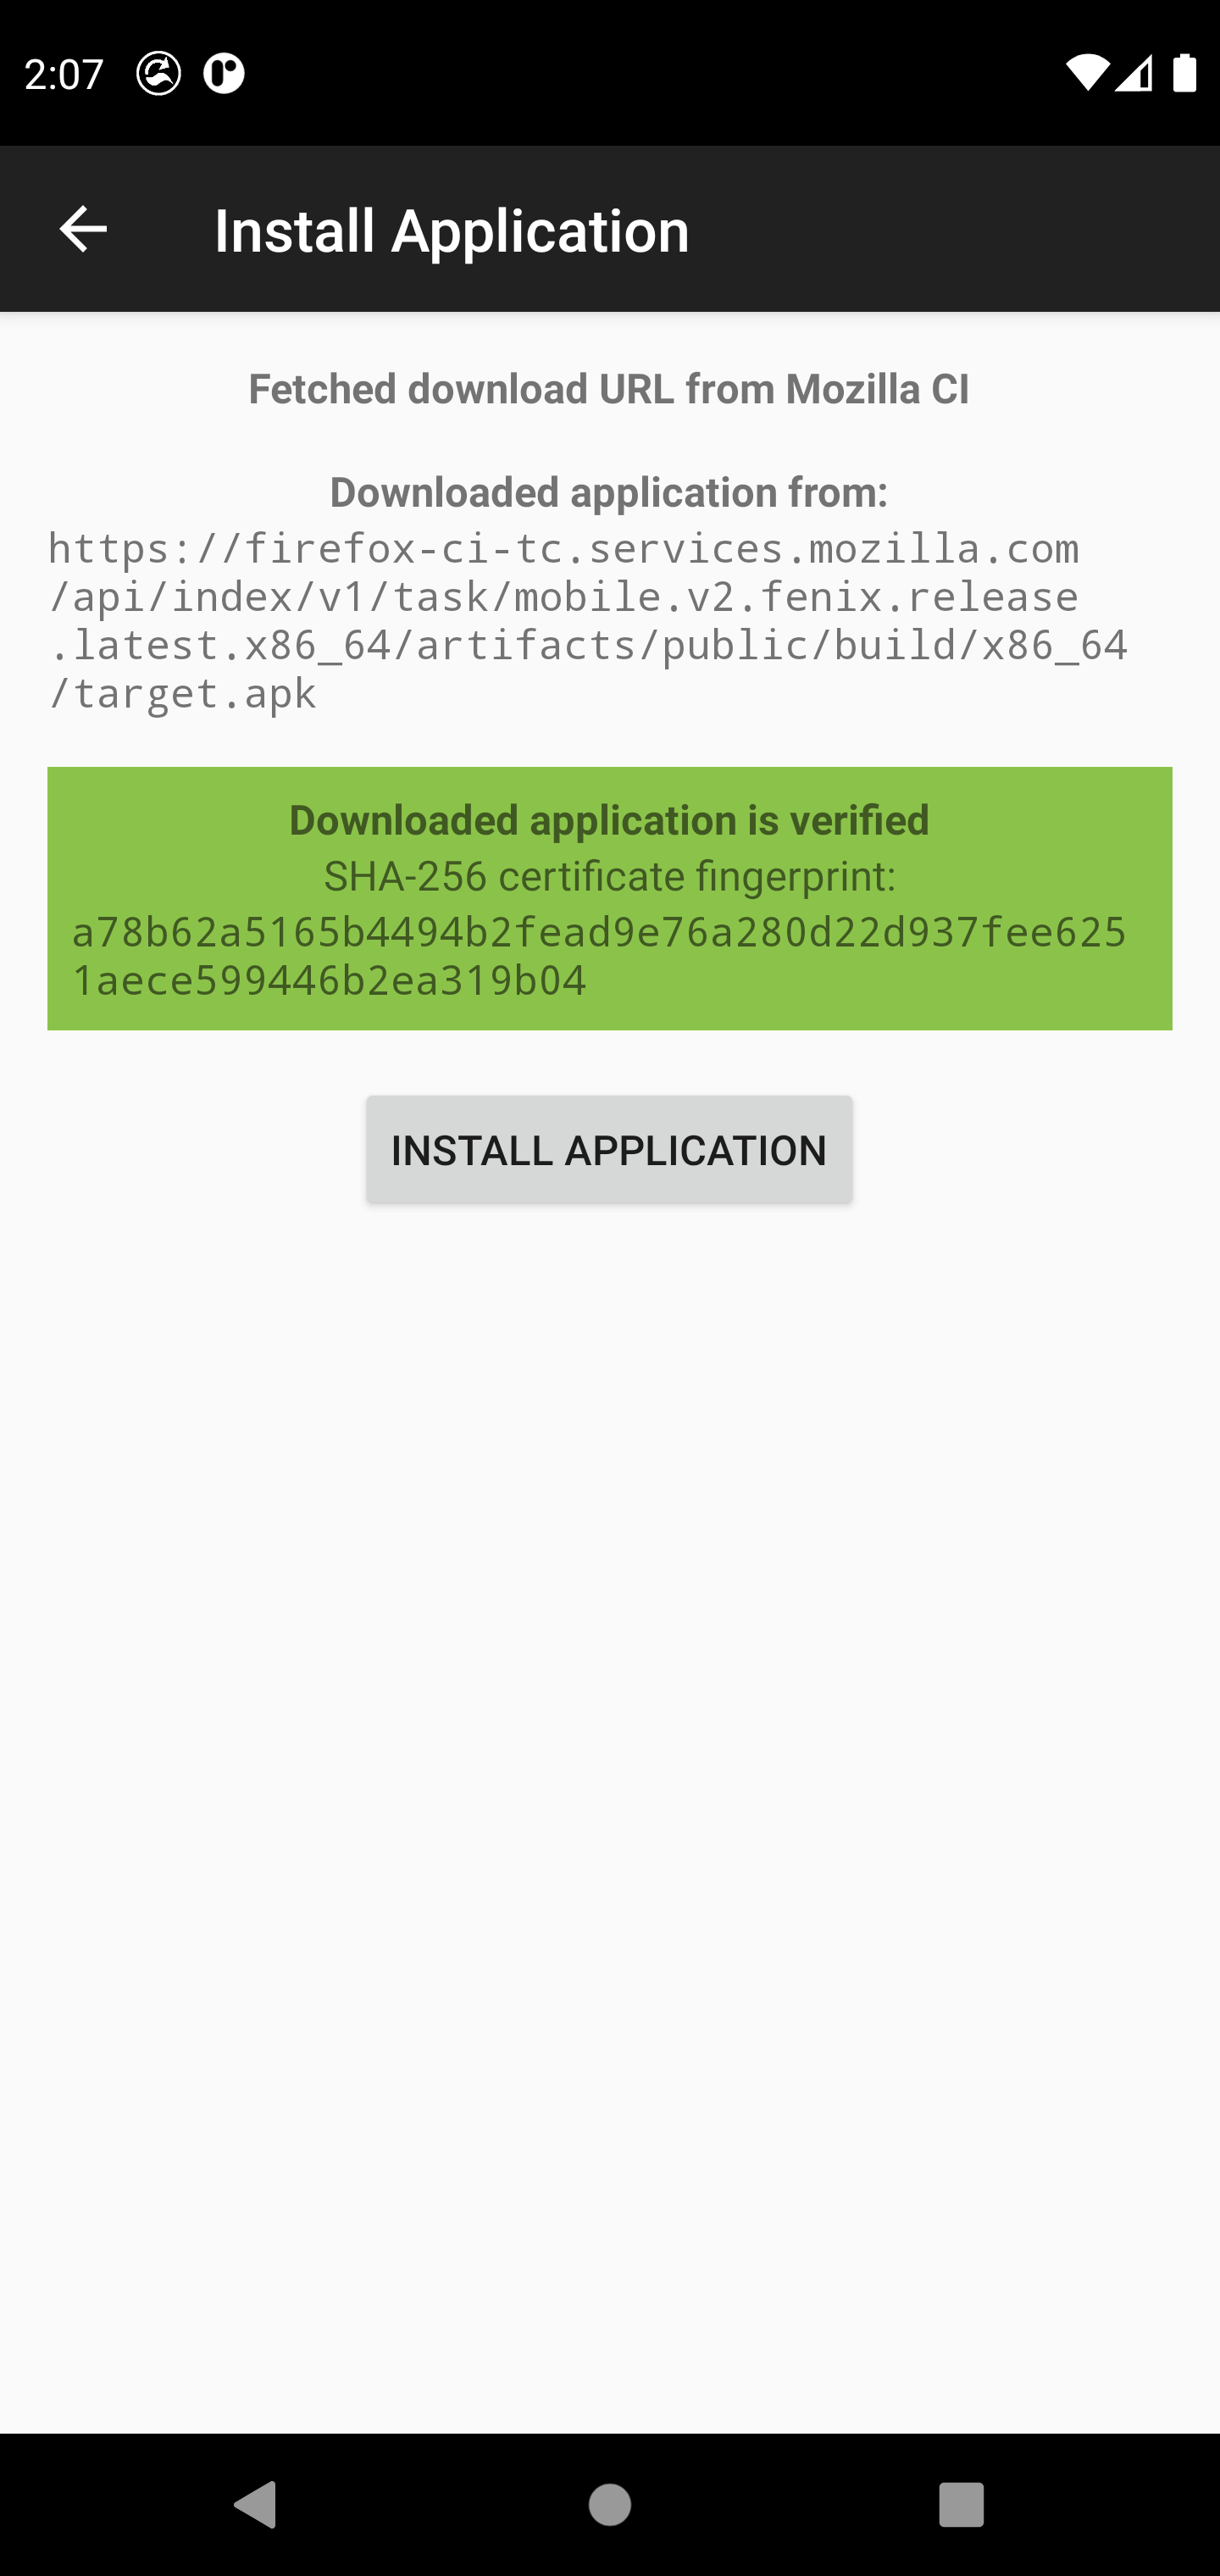 2:07
Install Application
Fetched download URL from Mozilla CI
Downloaded application from:
https://firefox-ci-tc.services.mozilla.com
/api/index/v1/task/mobile.v2.fenix.release
.latest.x86_64/artifacts/public/build/x86_64
/target.apk
Downloaded application is verified
SHA-256 certificate fingerprint:
a78b62a5165b4494b2fead9e76a280d22d937fee625
1aece599446b2ea319b04
INSTALL APPLICATION